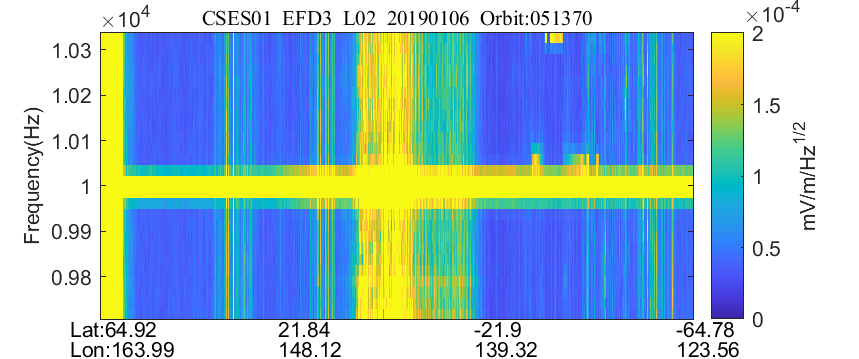 ×10⁴ CSES01 EFD3 L02 20190106 Orbit:051370 ×10⁻⁴
1.03
1.02
1.01
1
0.99
0.98
Frequency(Hz)
2
1.5
1
0.5
0
mV/m/Hz^1/2
Lat:64.92 21.84 -21.9 -64.78
Lon:163.99 148.12 139.32 123.56